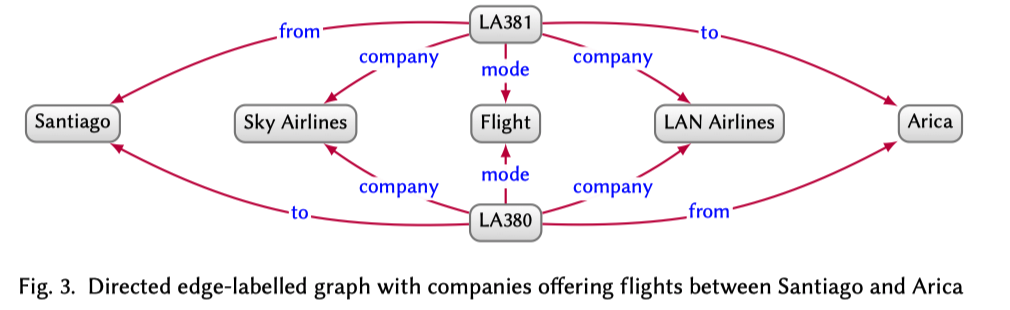 LA381
from
to
company
company
mode
Santiago
Sky Airlines
Flight
LAN Airlines
Arica
mode
company
company
to
from
LA380
Fig. 3. Directed edge-labelled graph with companies offering flights between Santiago and Arica